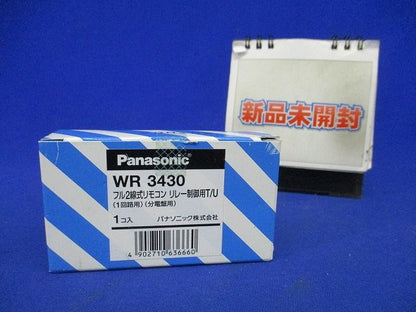 新品未開封
Panasonic
WR 3430
フル2線式リモコン リレー制御用T/U
(1回路用)(分電盤用)
1コ入 パナソニック株式会社
4 902710 636660